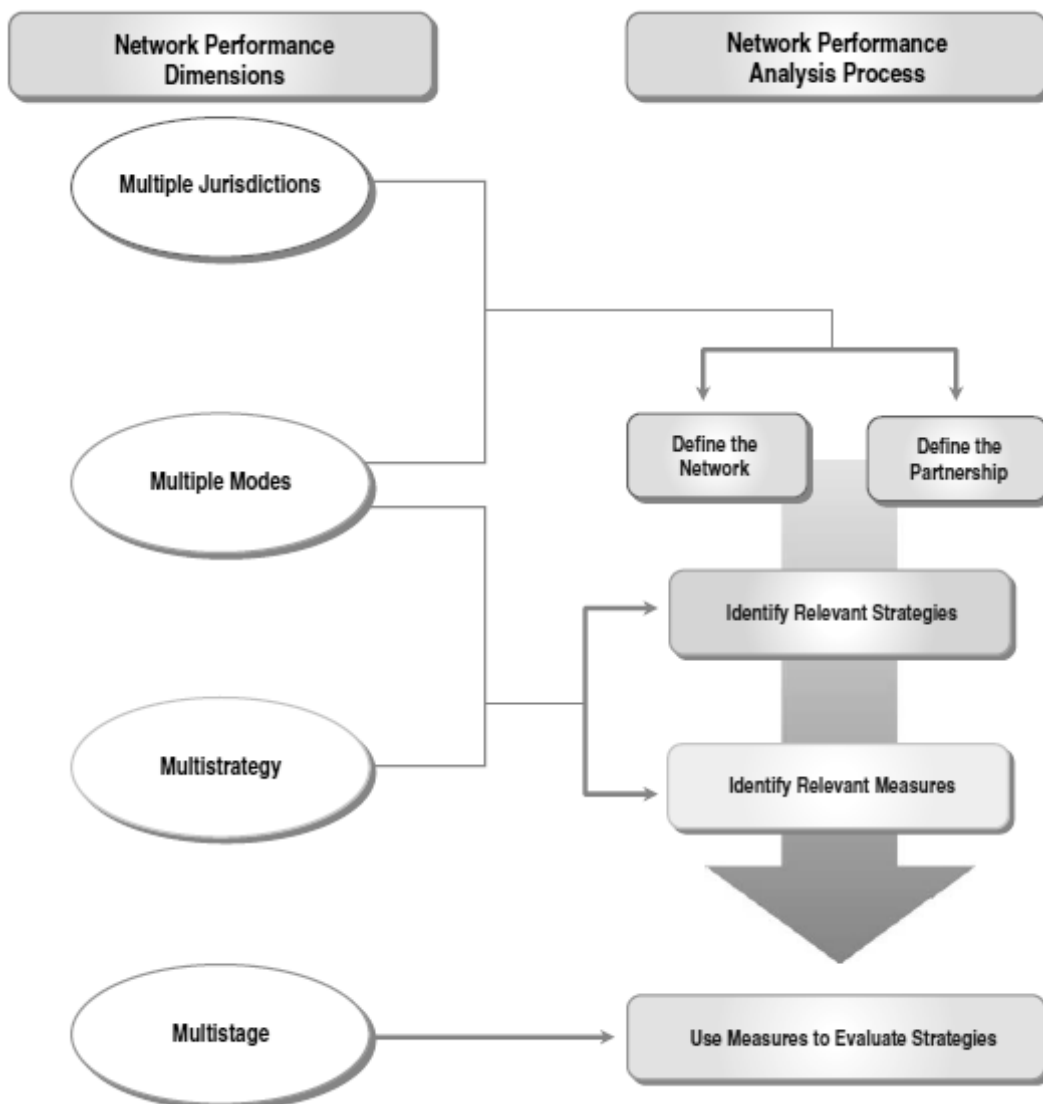 Network Performance
Dimensions
Network Performance
Analysis Process
Multiple Jurisdictions
Multiple Modes
Define the
Network
Define the
Partnership
Identify Relevant Strategies
Multistrategy
Identify Relevant Measures
Multistage
Use Measures to Evaluate Strategies